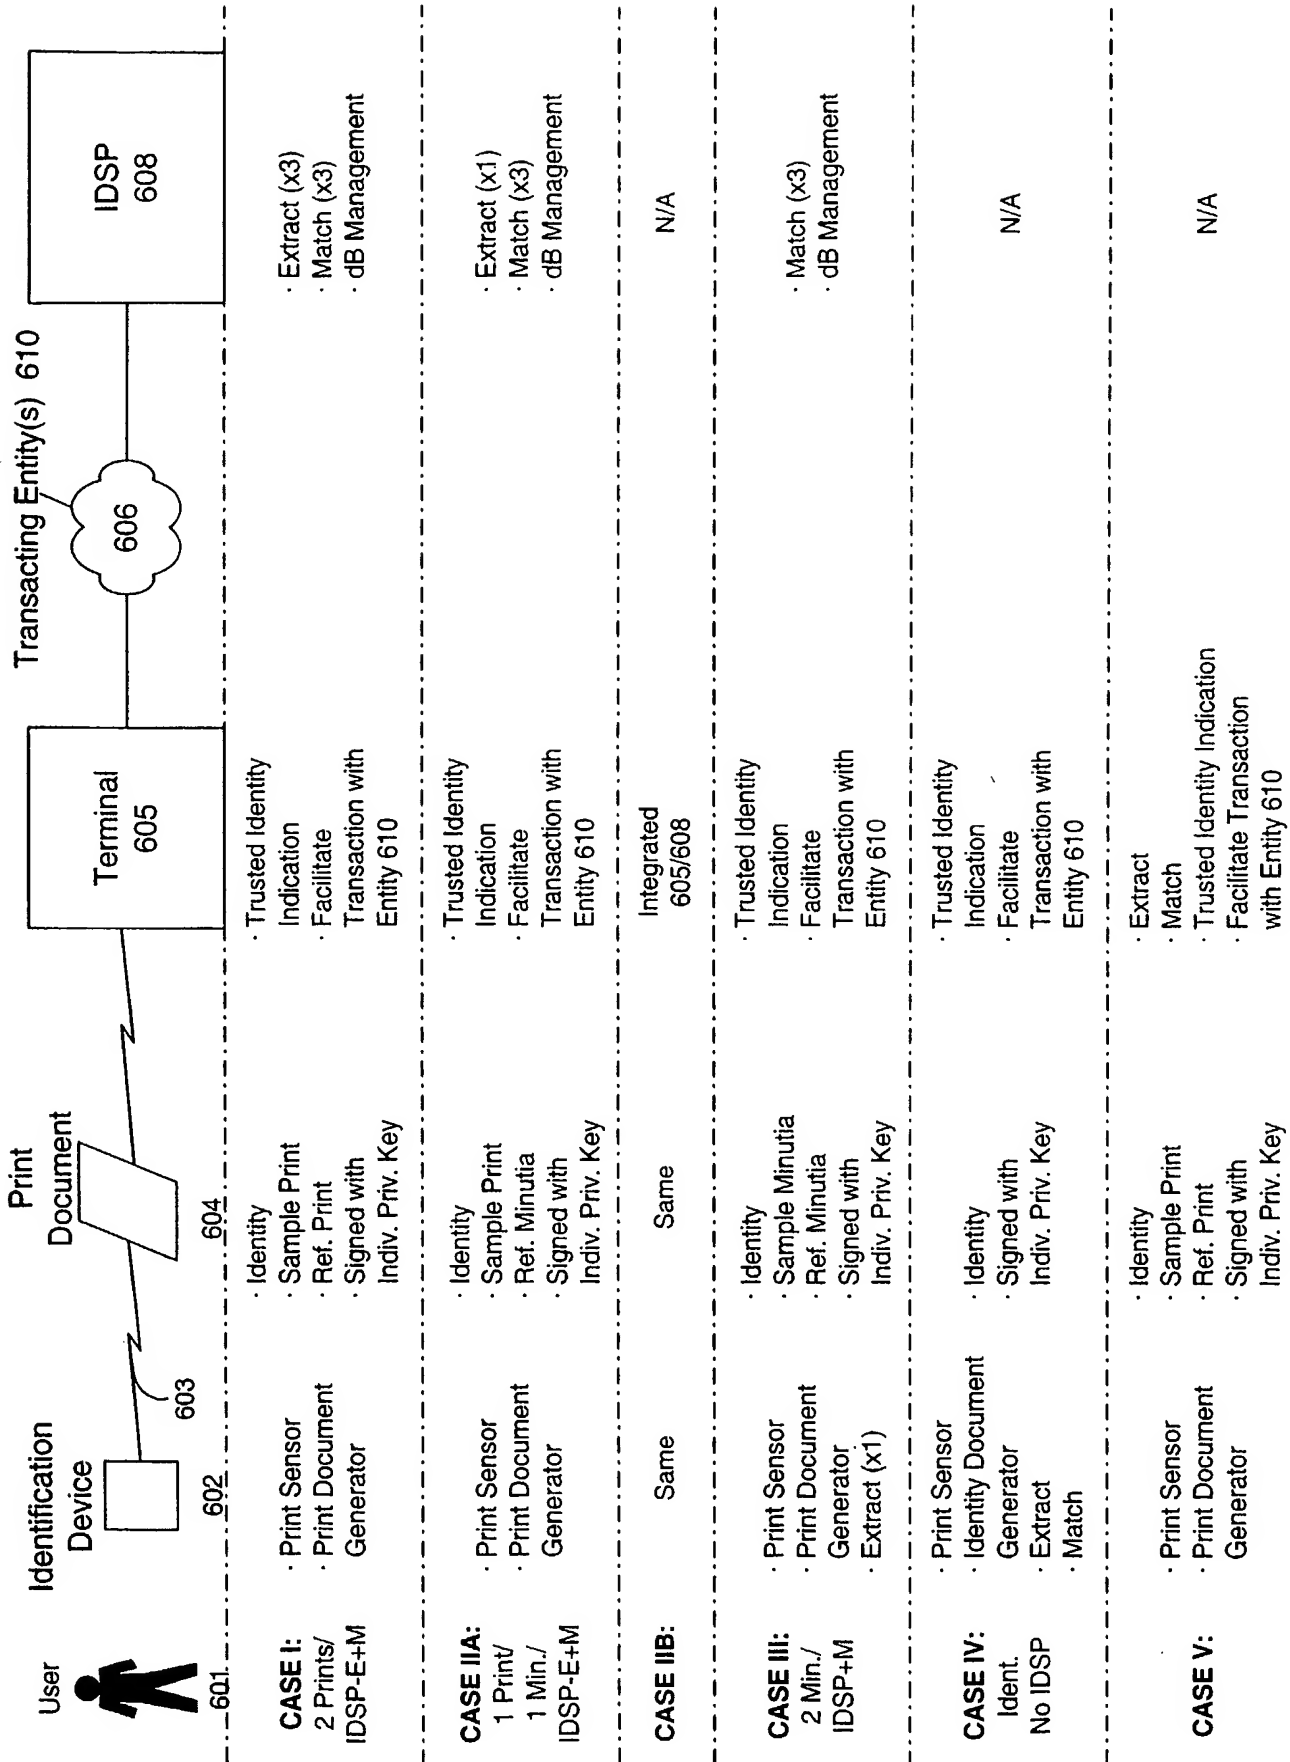 User
601
Identification
Device
602
603
Print
Document
604
Terminal
605
Transacting Entity(s) 610
606
IDSP
608
CASE I:
2 Prints/
IDSP-E+M
· Print Sensor
· Print Document
Generator
· Identity
· Sample Print
· Ref. Print
· Signed with
Indiv. Priv. Key
· Trusted Identity
Indication
· Facilitate
Transaction with
Entity 610
· Extract (x3)
· Match (x3)
· dB Management
CASE IIA:
1 Print/
1 Min./
IDSP-E+M
· Print Sensor
· Print Document
Generator
· Identity
· Sample Print
· Ref. Minutia
· Signed with
Indiv. Priv. Key
· Trusted Identity
Indication
· Facilitate
Transaction with
Entity 610
· Extract (x1)
· Match (x3)
· dB Management
CASE IIB:
Same
Same
Integrated
605/608
N/A
CASE III:
2 Min./
IDSP+M
· Print Sensor
· Print Document
Generator
· Extract (x1)
· Identity
· Sample Minutia
· Ref. Minutia
· Signed with
Indiv. Priv. Key
· Trusted Identity
Indication
· Facilitate
Transaction with
Entity 610
· Match (x3)
· dB Management
CASE IV:
Ident.
No IDSP
· Print Sensor
· Identity Document
Generator
· Extract
· Match
· Identity
· Signed with
Indiv. Priv. Key
· Trusted Identity
Indication
· Facilitate
Transaction with
Entity 610
N/A
CASE V:
· Print Sensor
· Print Document
Generator
· Identity
· Sample Print
· Ref. Print
· Signed with
Indiv. Priv. Key
· Extract
· Match
· Trusted Identity Indication
· Facilitate Transaction
with Entity 610
N/A